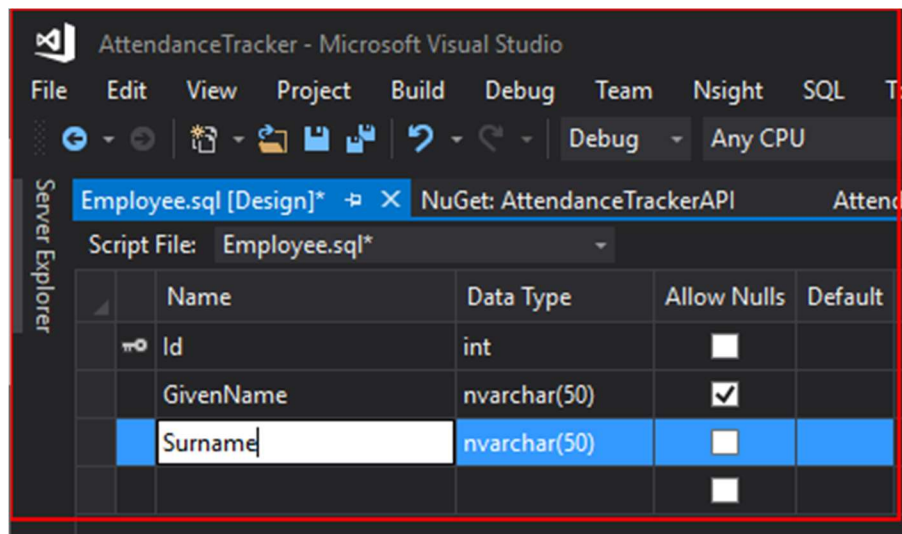 AttendanceTracker - Microsoft Visual Studio
File Edit View Project Build Debug Team Nsight SQL
Debug Any CPU
Server Explorer
Employee.sql [Design]* NuGet: AttendanceTrackerAPI
Script File: Employee.sql*
Name Data Type Allow Nulls Default
Id int
GivenName nvarchar(50)
Surname nvarchar(50)